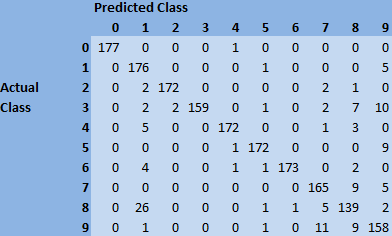 Predicted Class
0 1 2 3 4 5 6 7 8 9
0 177 0 0 0 1 0 0 0 0 0
1 0 176 0 0 0 1 0 0 0 5
Actual 2 0 2 172 0 0 0 0 2 1 0
Class 3 0 2 2 159 0 1 0 2 7 10
4 0 5 0 0 172 0 0 1 3 0
5 0 0 0 0 1 172 0 0 0 9
6 0 4 0 0 1 1 173 0 2 0
7 0 0 0 0 0 0 0 165 9 5
8 0 26 0 0 0 1 1 5 139 2
9 0 1 0 0 0 1 0 11 9 158